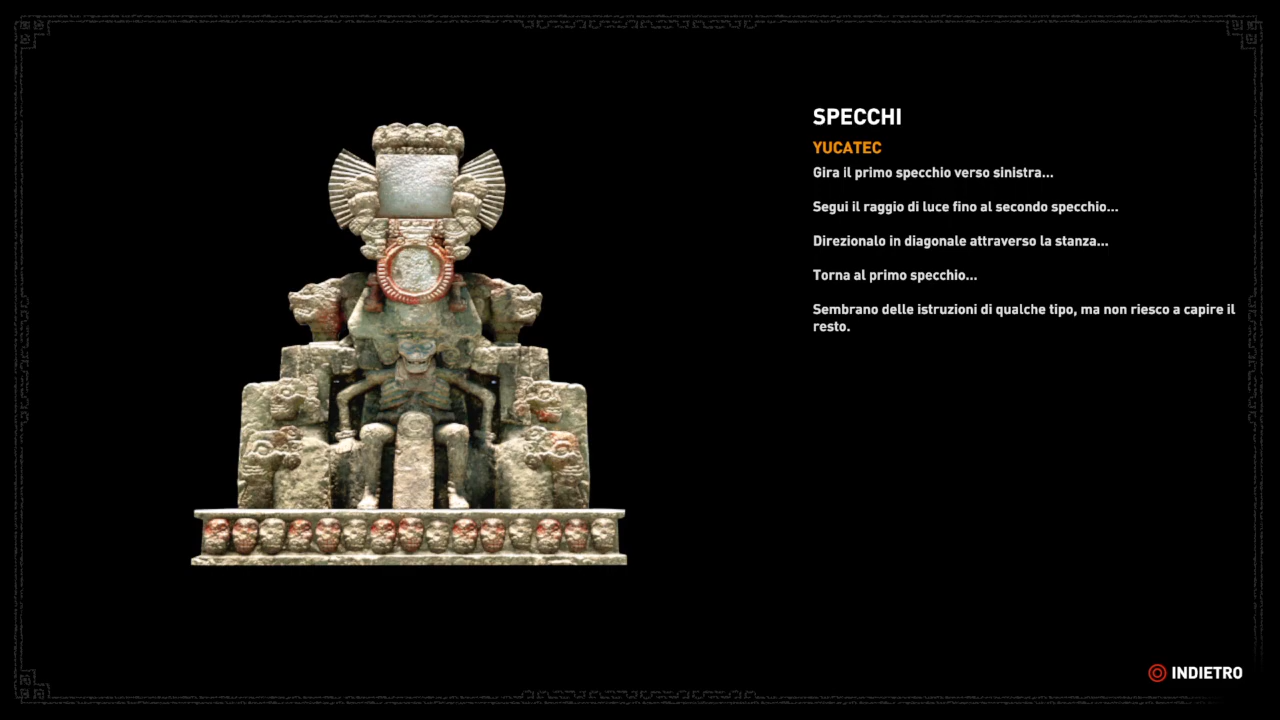 SPECCHI
YUCATEC
Gira il primo specchio verso sinistra...
Segui il raggio di luce fino al secondo specchio...
Direzionalo in diagonale attraverso la stanza...
Torna al primo specchio...
Sembrano delle istruzioni di qualche tipo, ma non riesco a capire il
resto.
INDIETRO